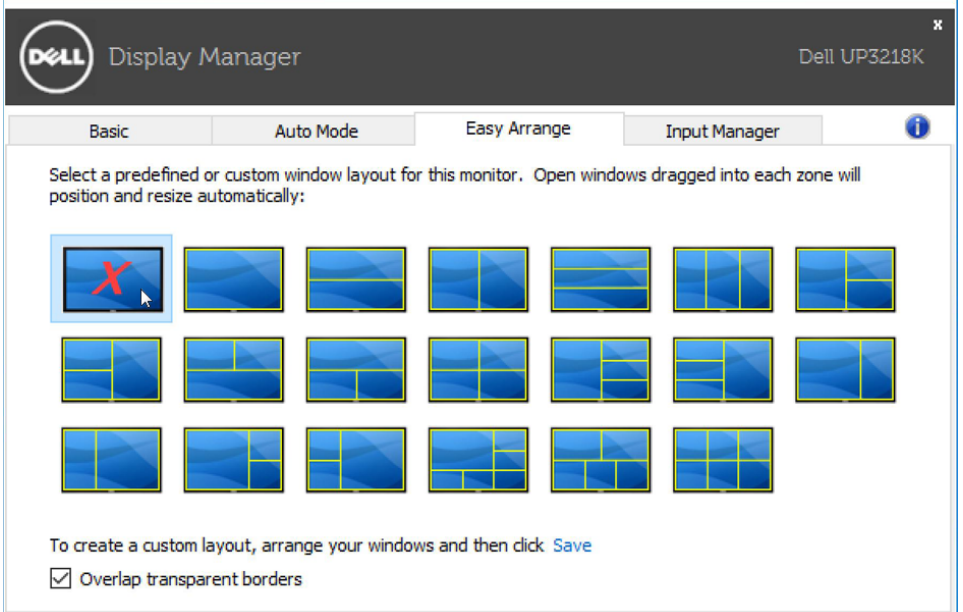 x
DELL Display Manager Dell UP3218K
Basic Auto Mode Easy Arrange Input Manager i
Select a predefined or custom window layout for this monitor. Open windows dragged into each zone will
position and resize automatically:
X
To create a custom layout, arrange your windows and then click Save
Overlap transparent borders